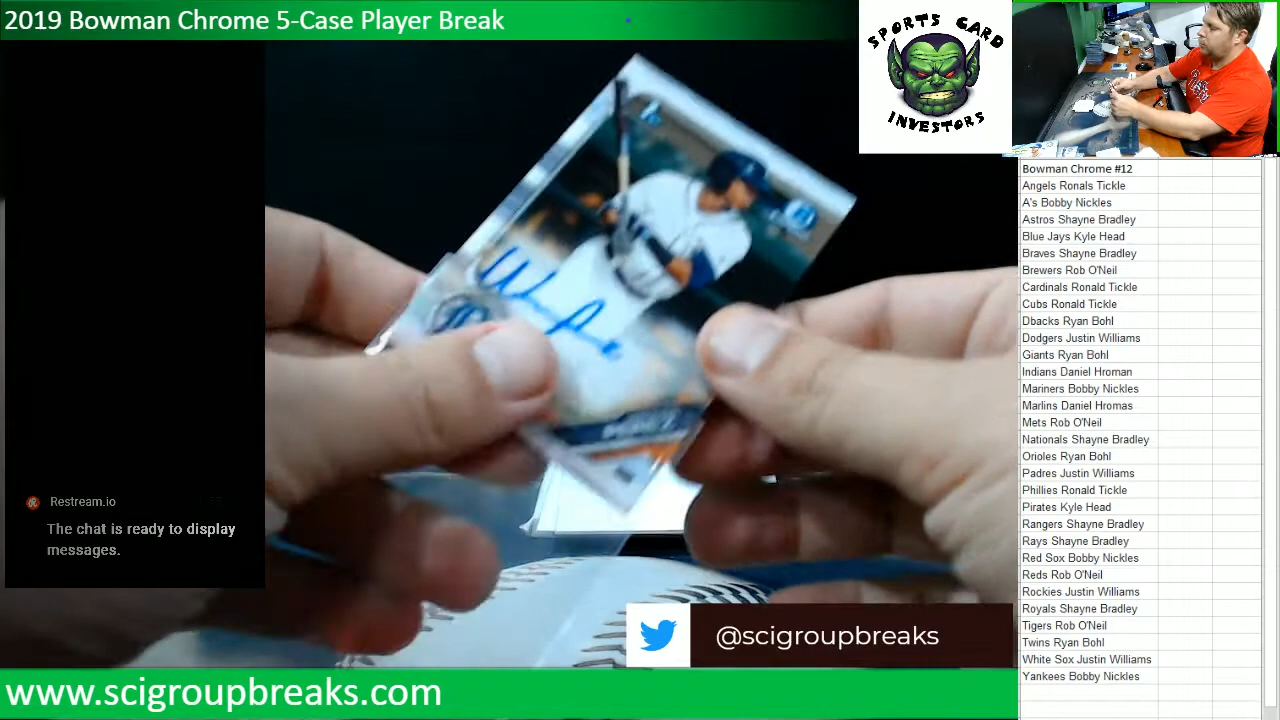 2019 Bowman Chrome 5-Case Player Break
SPORTS CARD
INVESTORS
Bowman Chrome #12
Angels Ronals Tickle
A's Bobby Nickles
Astros Shayne Bradley
Blue Jays Kyle Head
Braves Shayne Bradley
Brewers Rob O'Neil
Cardinals Ronald Tickle
Cubs Ronald Tickle
Dbacks Ryan Bohl
Dodgers Justin Williams
Giants Ryan Bohl
Indians Daniel Hroman
Mariners Bobby Nickles
Marlins Daniel Hromas
Mets Rob O'Neil
Nationals Shayne Bradley
Orioles Ryan Bohl
Padres Justin Williams
Phillies Ronald Tickle
Pirates Kyle Head
Rangers Shayne Bradley
Rays Shayne Bradley
Red Sox Bobby Nickles
Reds Rob O'Neil
Rockies Justin Williams
Royals Shayne Bradley
Tigers Rob O'Neil
Twins Ryan Bohl
White Sox Justin Williams
Yankees Bobby Nickles
Restream.io
The chat is ready to display
messages.
@scigroupbreaks
www.scigroupbreaks.com